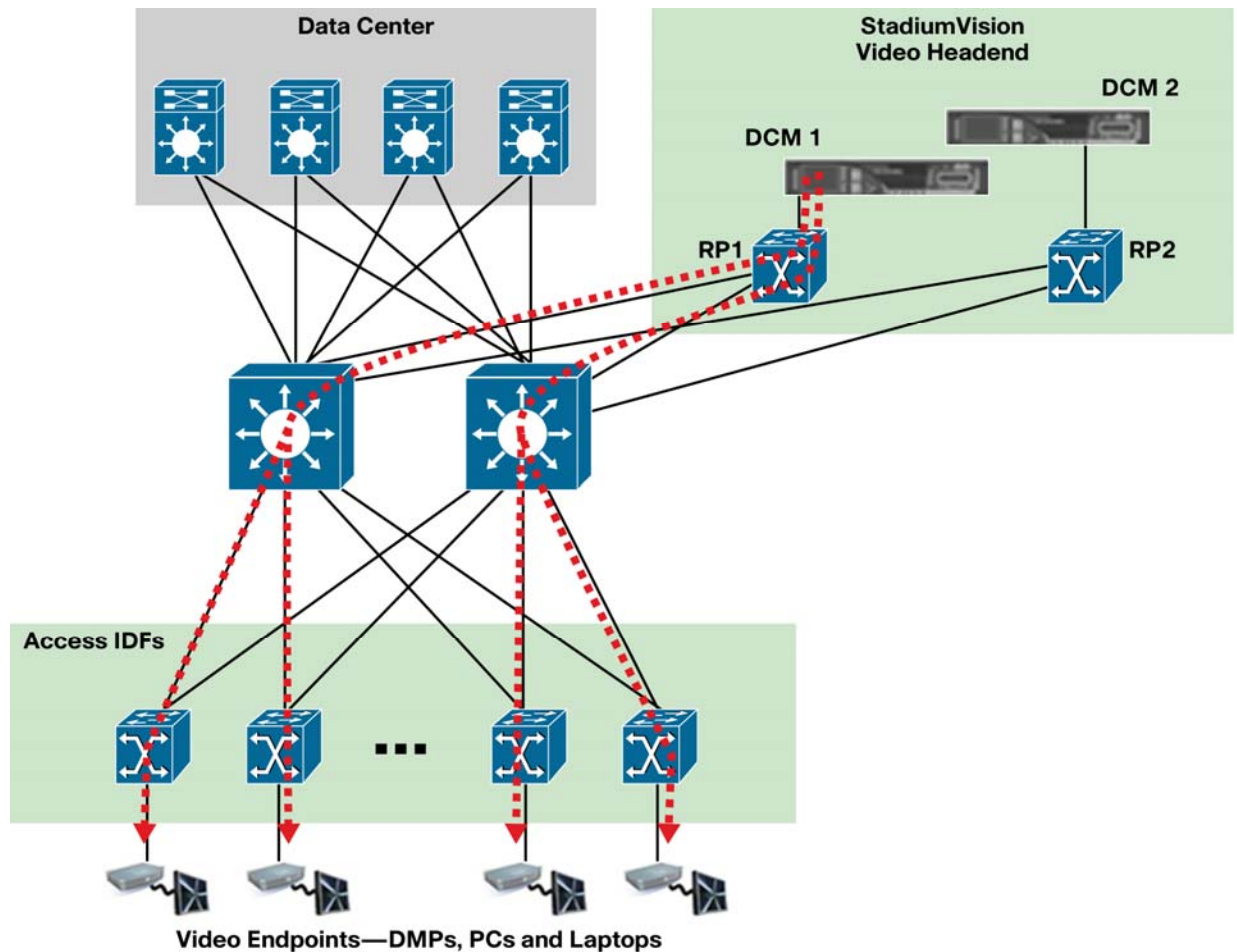 Data Center
StadiumVision
Video Headend
DCM 2
DCM 1
RP1
RP2
Access IDFs
Video Endpoints—DMPs, PCs and Laptops